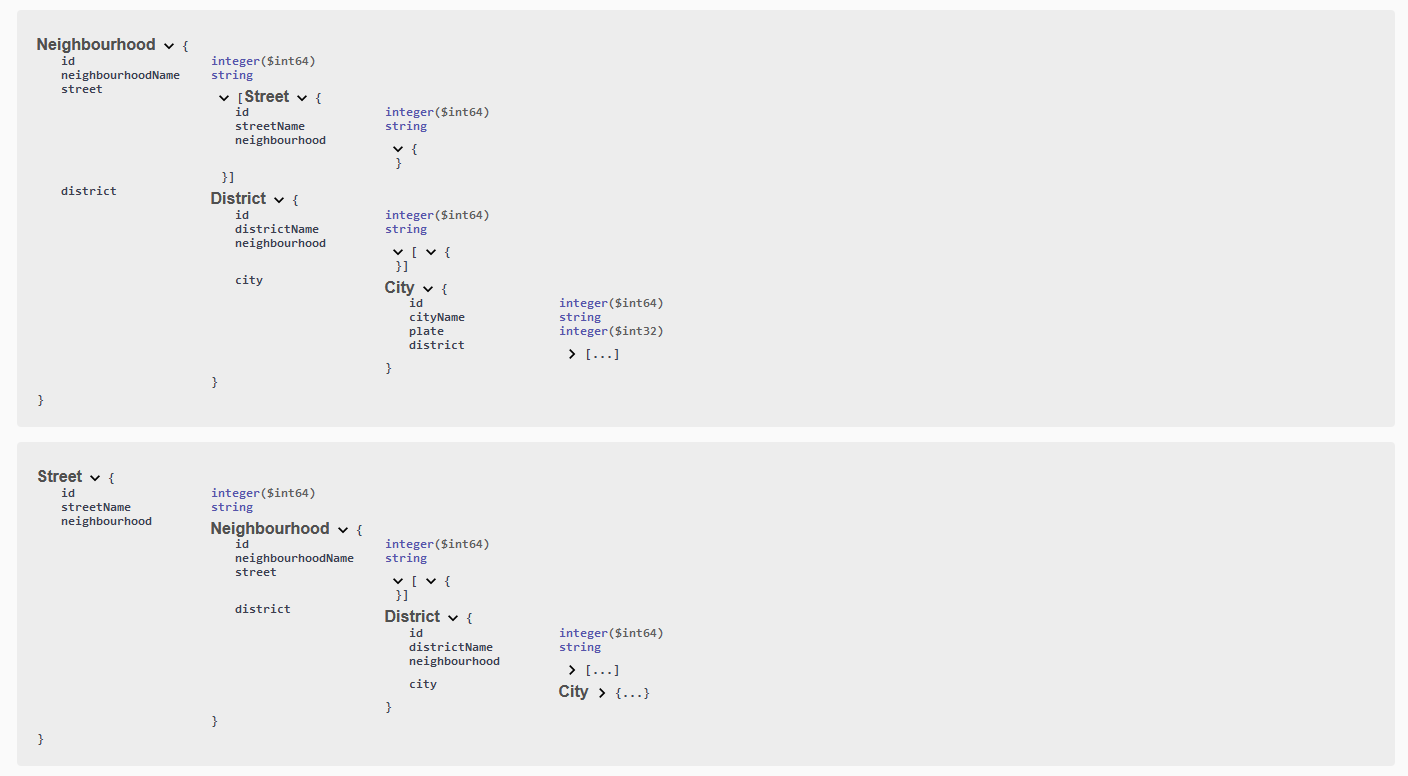 Neighbourhood {
id integer($int64)
neighbourhoodName string
street
[Street {
id integer($int64)
streetName string
neighbourhood
{
}
}]
district
District {
id integer($int64)
districtName string
neighbourhood
[ {
}]
city
City {
id integer($int64)
cityName string
plate integer($int32)
district
[...]
}
}
}
Street {
id integer($int64)
streetName string
neighbourhood
Neighbourhood {
id integer($int64)
neighbourhoodName string
street
[ {
}]
district
District {
id integer($int64)
districtName string
neighbourhood
[...]
city
City {...}
}
}
}